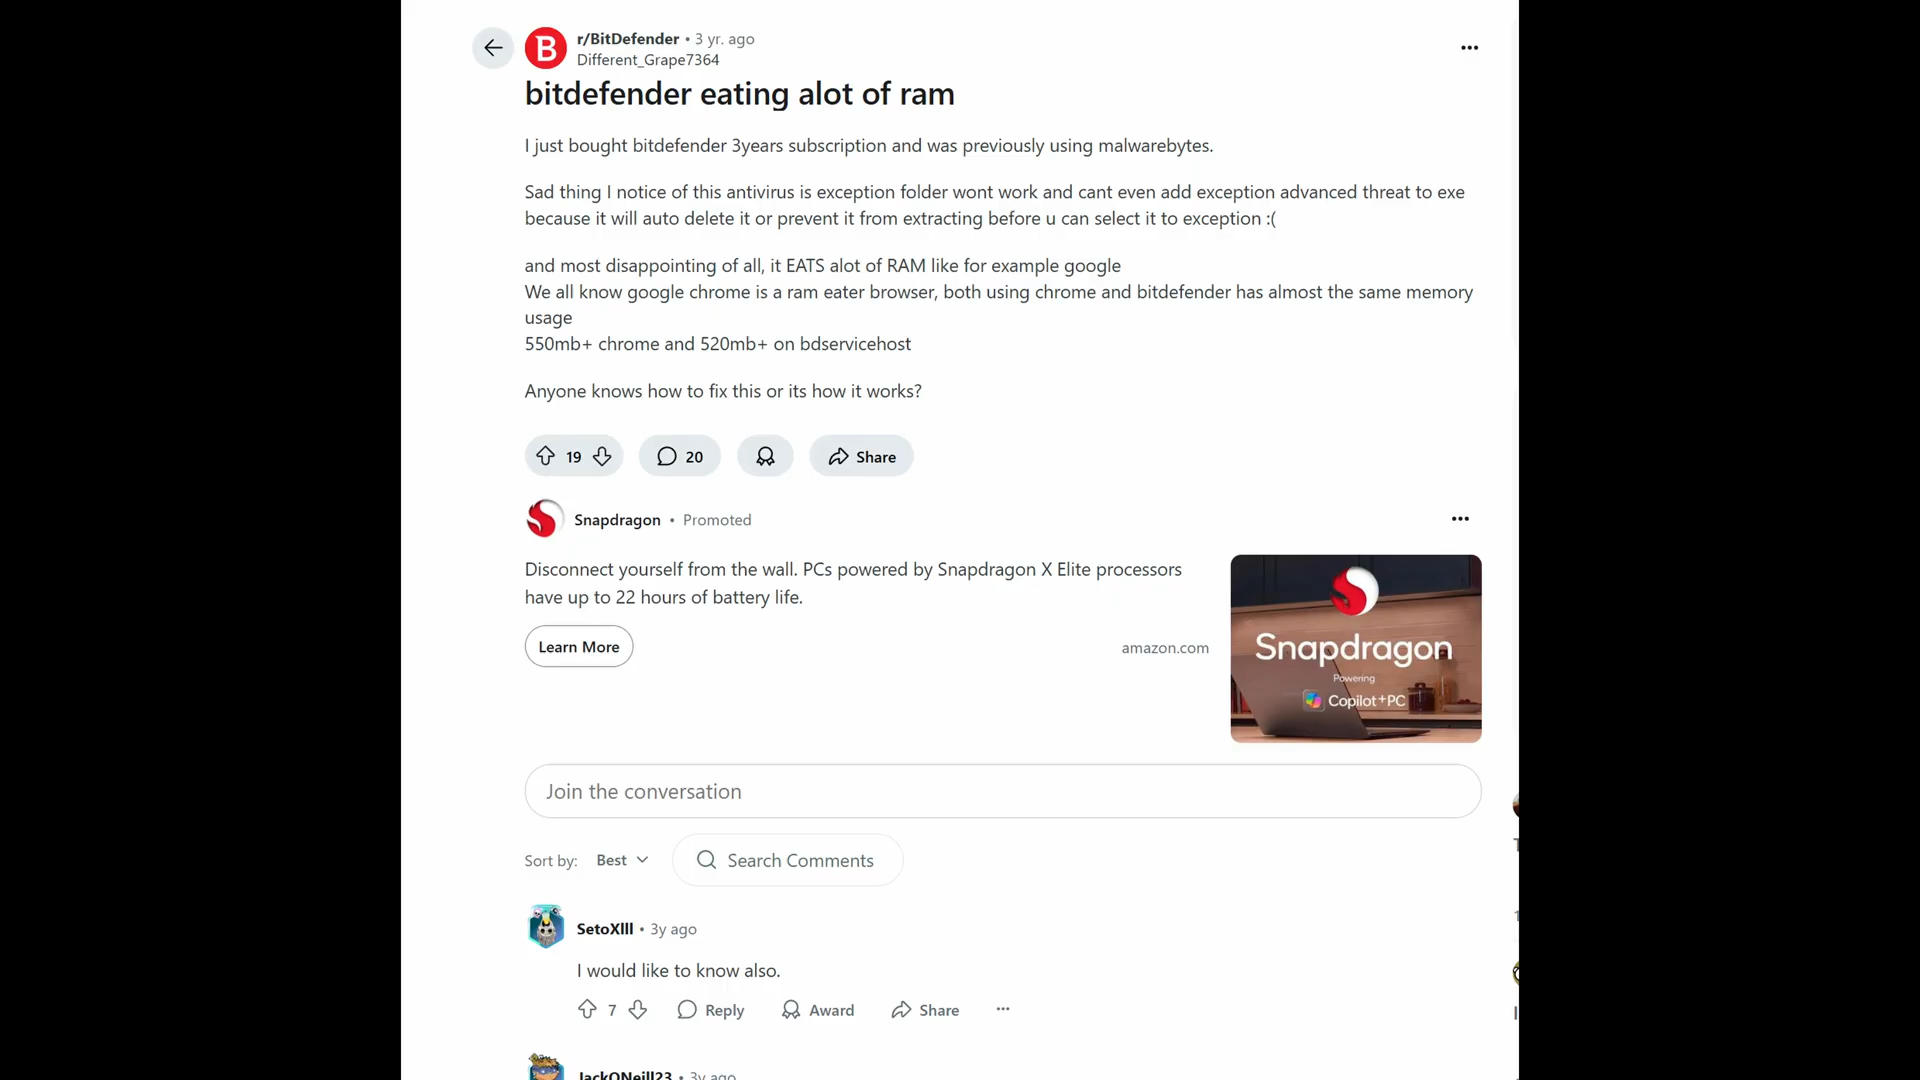 r/BitDefender • 3 yr. ago
Different_Grape7364
bitdefender eating alot of ram
I just bought bitdefender 3years subscription and was previously using malwarebytes.
Sad thing I notice of this antivirus is exception folder wont work and cant even add exception advanced threat to exe
because it will auto delete it or prevent it from extracting before u can select it to exception :(
and most disappointing of all, it EATS alot of RAM like for example google
We all know google chrome is a ram eater browser, both using chrome and bitdefender has almost the same memory
usage
550mb+ chrome and 520mb+ on bdservicehost
Anyone knows how to fix this or its how it works?
19 20 Share
Snapdragon • Promoted
Disconnect yourself from the wall. PCs powered by Snapdragon X Elite processors
have up to 22 hours of battery life.
Learn More
amazon.com
Snapdragon
Powering
Copilot+PC
Join the conversation
Sort by: Best Search Comments
SetoXlll • 3y ago
I would like to know also.
7 Reply Award Share
JackONeill23 • 3y ago